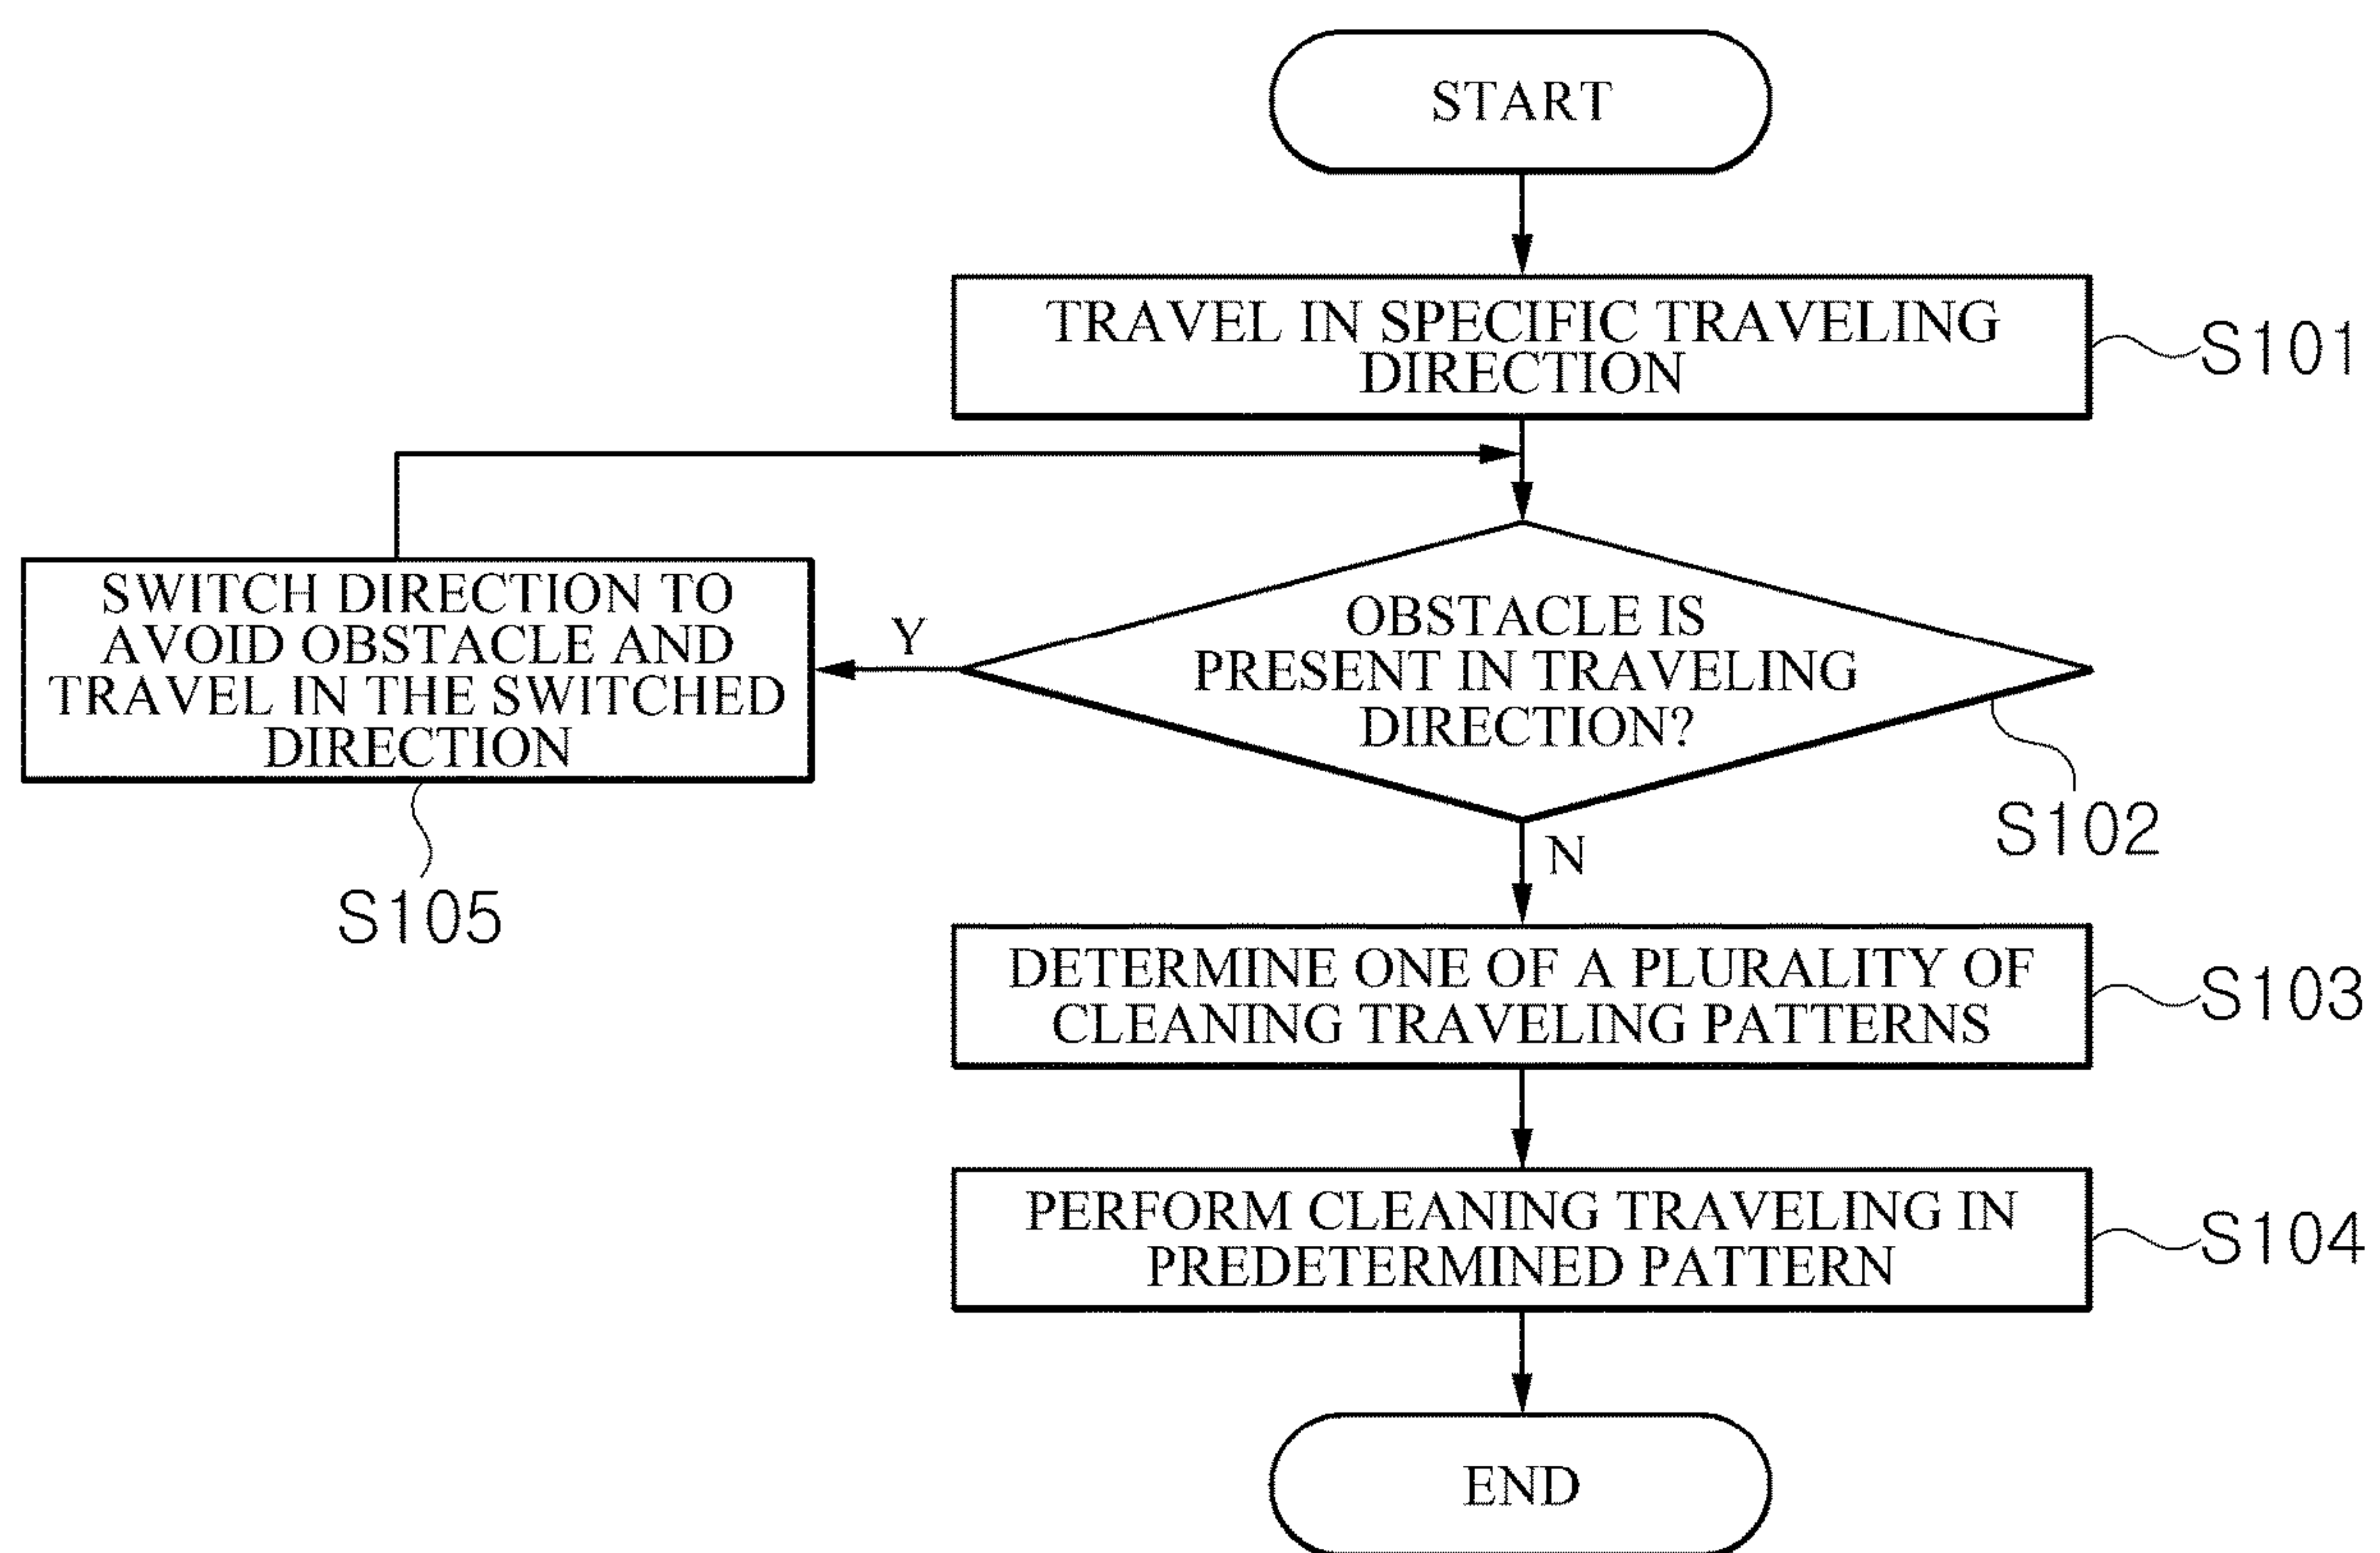 START
TRAVEL IN SPECIFIC TRAVELING
DIRECTION
S101
SWITCH DIRECTION TO
AVOID OBSTACLE AND
TRAVEL IN THE SWITCHED
DIRECTION
S105
Y
OBSTACLE IS
PRESENT IN TRAVELING
DIRECTION?
S102
N
DETERMINE ONE OF A PLURALITY OF
CLEANING TRAVELING PATTERNS
S103
PERFORM CLEANING TRAVELING IN
PREDETERMINED PATTERN
S104
END